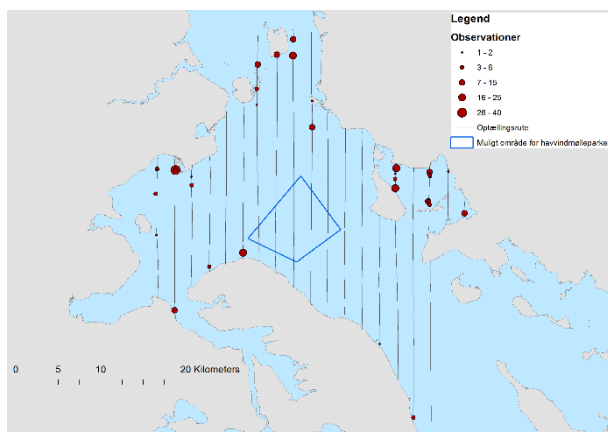 Legend
Observationer
1 - 2
3 - 6
7 - 15
16 - 25
26 - 40
Optællingsrute
Muligt område for havvindmølleparke
0 5 10 20 Kilometers